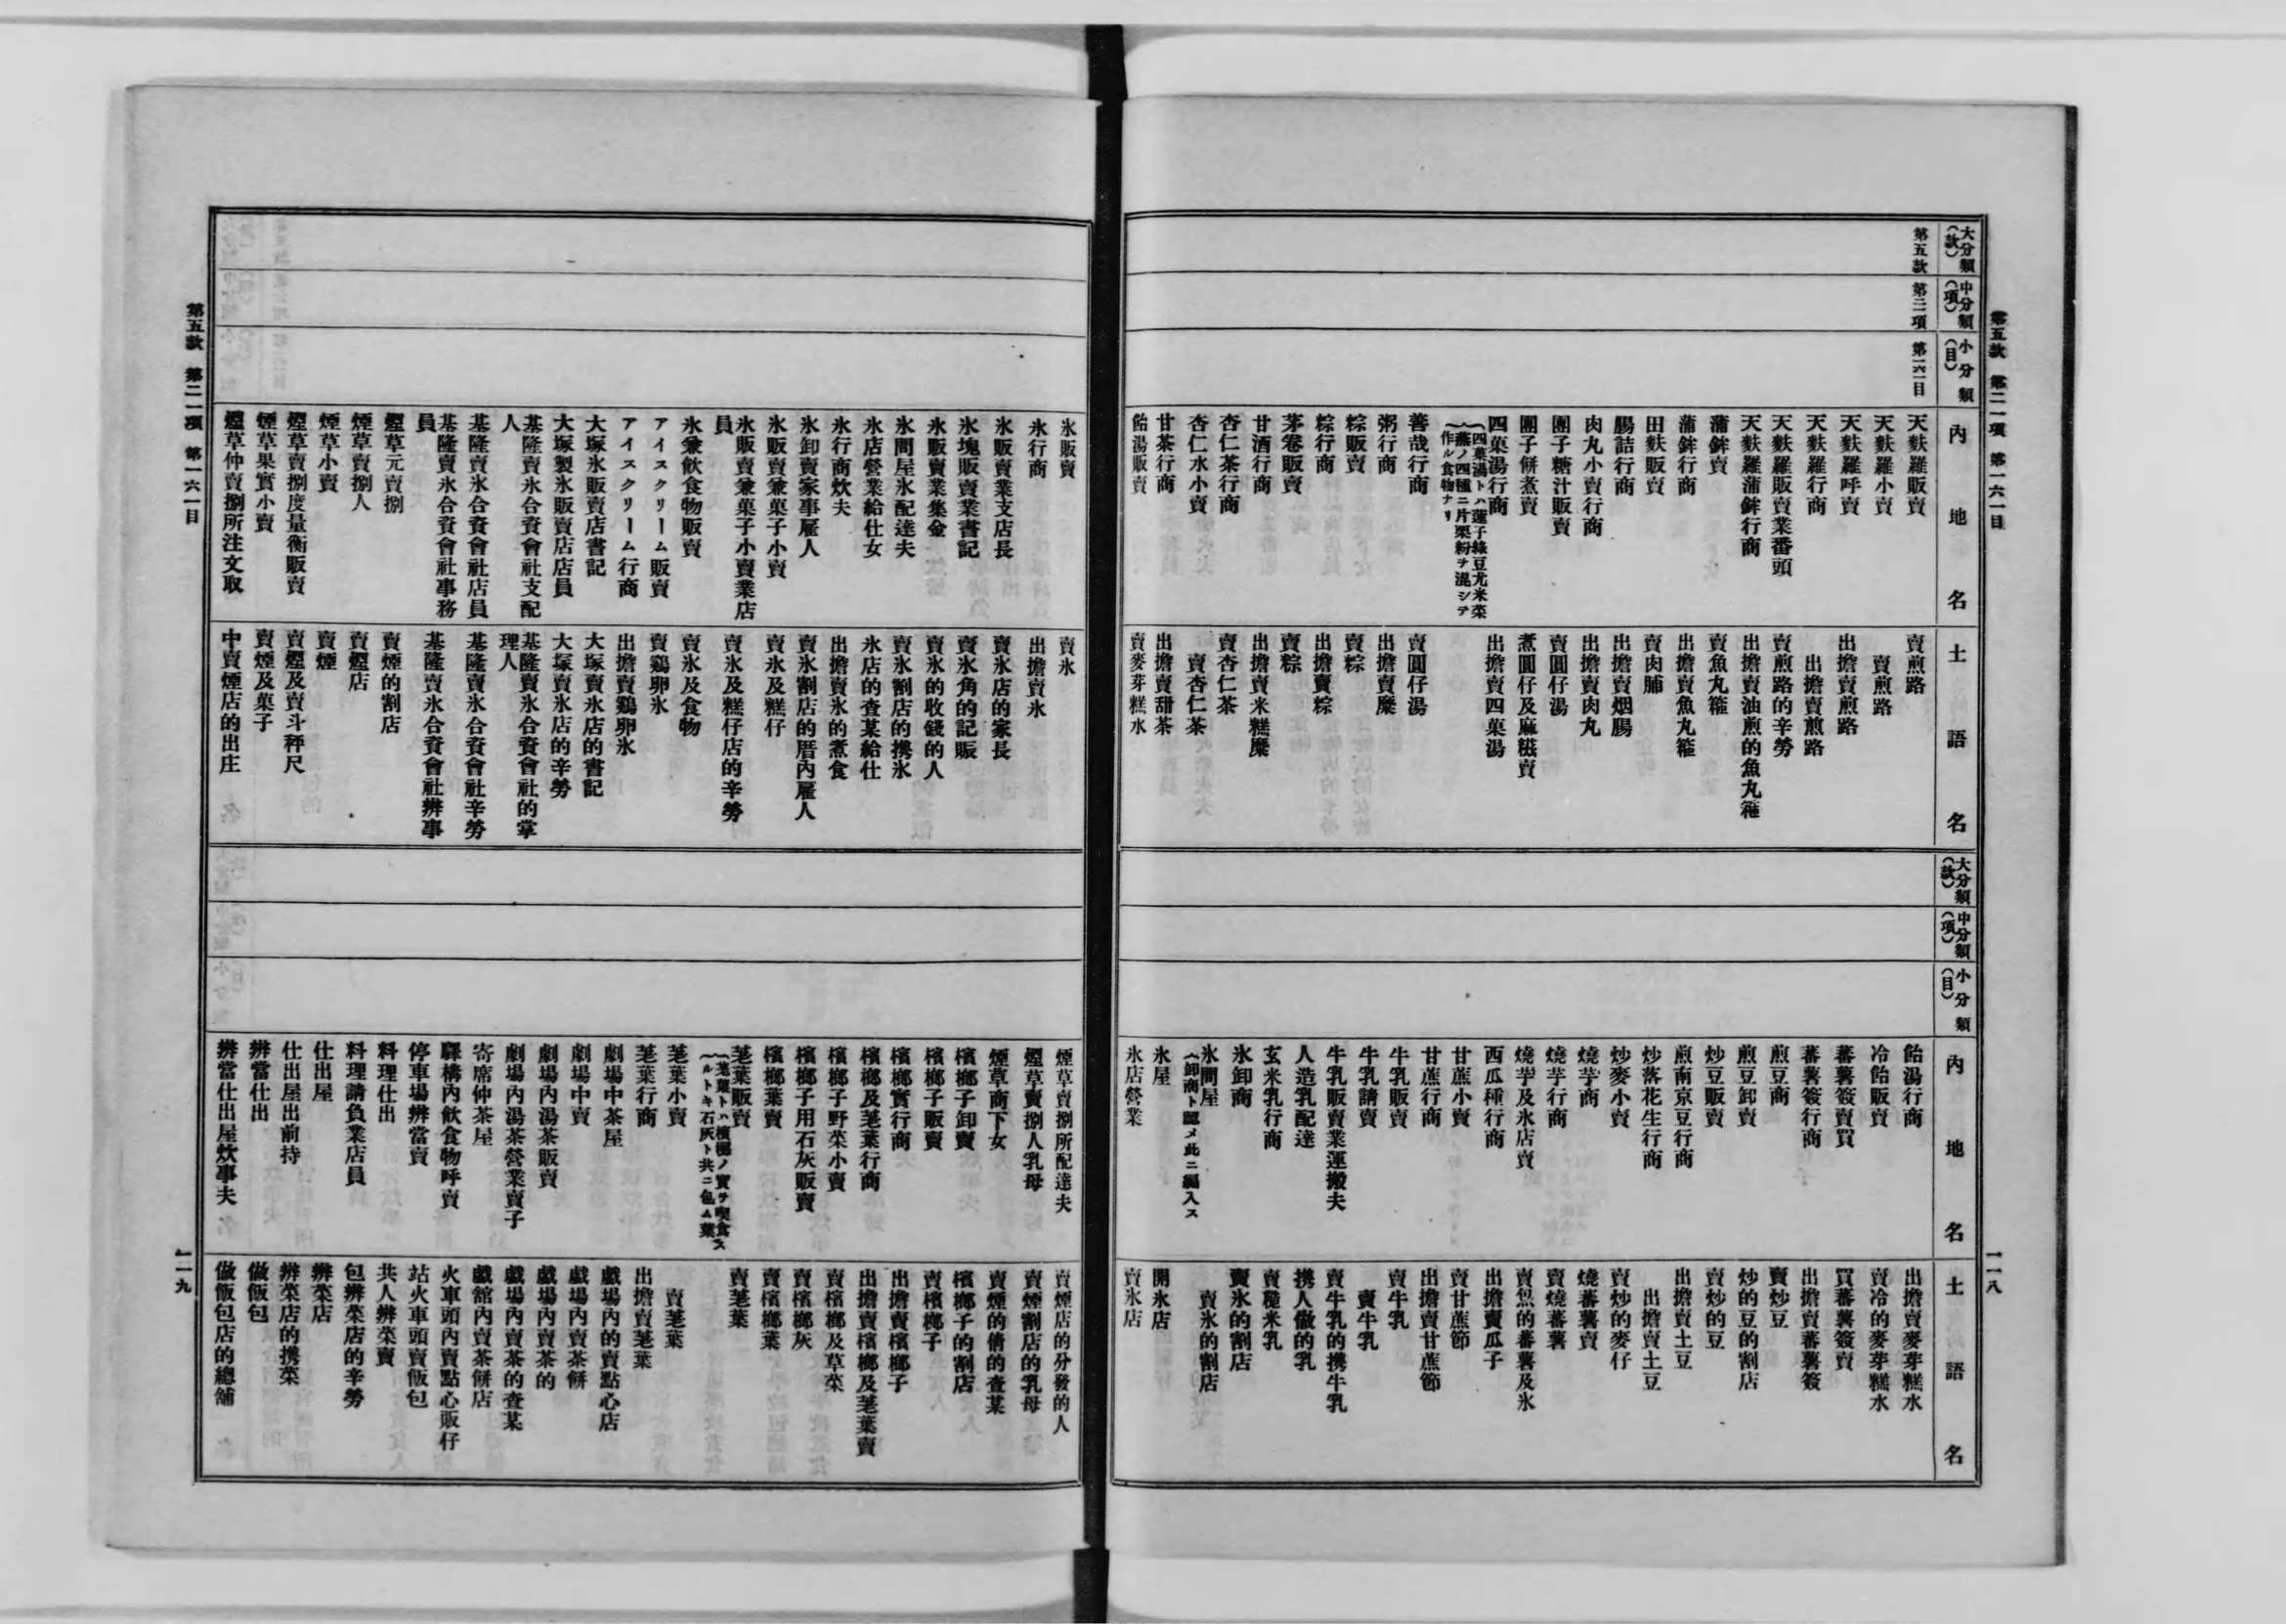 第五款 第二一項 第一六一目
一一八
大分類(款)
中分類(項)
小分類(目)
內地名
土語名
第五款
第二一項
第一六一目
天麩羅販賣
賣煎路
天麩羅小賣
賣煎路
天麩羅呼賣
出擔賣煎路
天麩羅行商
出擔賣煎路
天麩羅販賣業番頭
賣煎路的辛勞
天麩羅蒲鉾行商
出擔賣油煎的魚丸䉎
蒲鉾賣
賣魚丸䉎
蒲鉾行商
出擔賣魚丸䉎
田麩販賣
賣肉脯
腸詰行商
出擔賣烟腸
肉丸小賣行商
出擔賣肉丸
團子糖汁販賣
賣圓仔湯
團子餅煮賣
煮圓仔及麻糍賣
四菓湯行商
出擔賣四菓湯
(四菓湯トハ蓮子綠豆尤米菜
燕ノ四種ニ片栗粉ヲ混シテ
作ル食物ナリ)
善哉行商
賣圓仔湯
粥行商
出擔賣糜
粽販賣
賣粽
粽行商
出擔賣粽
茅卷販賣
賣粽
甘酒行商
出擔賣米糕糜
杏仁茶行商
賣杏仁茶
杏仁水小賣
賣杏仁茶
甘茶行商
出擔賣甜茶
飴湯販賣
賣麥芽糕水
大分類(款)
中分類(項)
小分類(目)
內地名
土語名
飴湯行商
出擔賣麥芽糕水
冷飴販賣
賣冷的麥芽糕水
蕃薯簽賣買
買蕃薯簽賣
蕃薯簽行商
出擔賣蕃薯簽
煎豆商
賣炒豆
煎豆卸賣
炒的豆的割店
炒豆販賣
賣炒的豆
煎南京豆行商
出擔賣土豆
炒落花生行商
出擔賣土豆
炒麥小賣
賣炒的麥仔
燒芋商
燒蕃薯賣
燒芋行商
賣燒蕃薯
燒芋及氷店賣
賣𤆬的蕃薯及氷
西瓜種行商
出擔賣瓜子
甘蔗小賣
賣甘蔗節
甘蔗行商
出擔賣甘蔗節
牛乳販賣
賣牛乳
牛乳請賣
賣牛乳
牛乳販賣業運搬夫
賣牛乳的携牛乳
人造乳配達
携人做的乳
玄米乳行商
賣糙米乳
氷卸商
賣氷的割店
氷問屋
賣氷的割店
(卸商ト認メ此ニ編入ス)
氷屋
開氷店
氷店營業
賣氷店
氷販賣
賣氷
氷行商
出擔賣氷
氷販賣業支店長
賣氷店的家長
氷塊販賣業書記
賣氷角的記賬
氷販賣業集金
賣氷的收錢的人
氷問屋氷配達夫
賣氷割店的携氷
氷店營業給仕女
氷店的查某給仕
氷行商炊夫
出擔賣氷的煮食
氷卸賣家事雇人
賣氷割店的厝內雇人
氷販賣兼菓子小賣
賣氷及糕仔
氷販賣兼菓子小賣業店員
賣氷及糕仔店的辛勞
氷兼飮食物販賣
賣氷及食物
アイスクリーム販賣
賣鷄卵氷
アイスクリーム行商
出擔賣鷄卵氷
大塚氷販賣店書記
大塚賣氷店的書記
大塚製氷販賣店店員
大塚賣氷店的辛勞
基隆賣氷合資會社支配人
基隆賣氷合資會社的掌理人
基隆賣氷合資會社店員
基隆賣氷合資會社辛勞
基隆賣氷合資會社事務員
基隆賣氷合資會社辨事
煙草元賣捌
賣煙的割店
煙草賣捌人
賣煙店
煙草小賣
賣煙
煙草賣捌度量衡販賣
賣煙及賣斗秤尺
煙草果實小賣
賣煙及菓子
煙草仲賣捌所注文取
中賣煙店的出庄
煙草賣捌所配達夫
賣煙店的分發的人
煙草賣捌人乳母
賣煙割店的乳母
煙草商下女
賣煙的倩的查某
檳榔子卸賣
檳榔子的割店
檳榔子販賣
賣檳榔子
檳榔實行商
出擔賣檳榔子
檳榔及荖葉行商
出擔賣檳榔及荖葉賣
檳榔子野菜小賣
賣檳榔及草菜
檳榔子用石灰販賣
賣檳榔灰
檳榔葉賣
賣檳榔葉
荖葉販賣
賣荖葉
(荖葉トハ檳榔ノ實ヲ喫食ス
ルトキ石灰ト共ニ包ム葉)
荖葉小賣
賣荖葉
荖葉行商
出擔賣荖葉
劇場中茶屋
戲場內的賣點心店
劇場中賣
戲場內賣茶餅
劇場內湯茶販賣
戲場內賣茶的
劇場內湯茶營業賣子
戲場內賣茶的查某
寄席仲茶屋
戲舘內賣茶餅店
驛構內飮食物呼賣
火車頭內賣點心販仔
停車場辨當賣
站火車頭賣飯包
料理仕出
共人辨菜賣
料理請負業店員
包辨菜店的辛勞
仕出屋
辨菜店
仕出屋出前持
辨菜店的携菜
辨當仕出
做飯包
辨當仕出屋炊事夫
做飯包店的總舖
第五款 第二一項 第一六一目
一一九